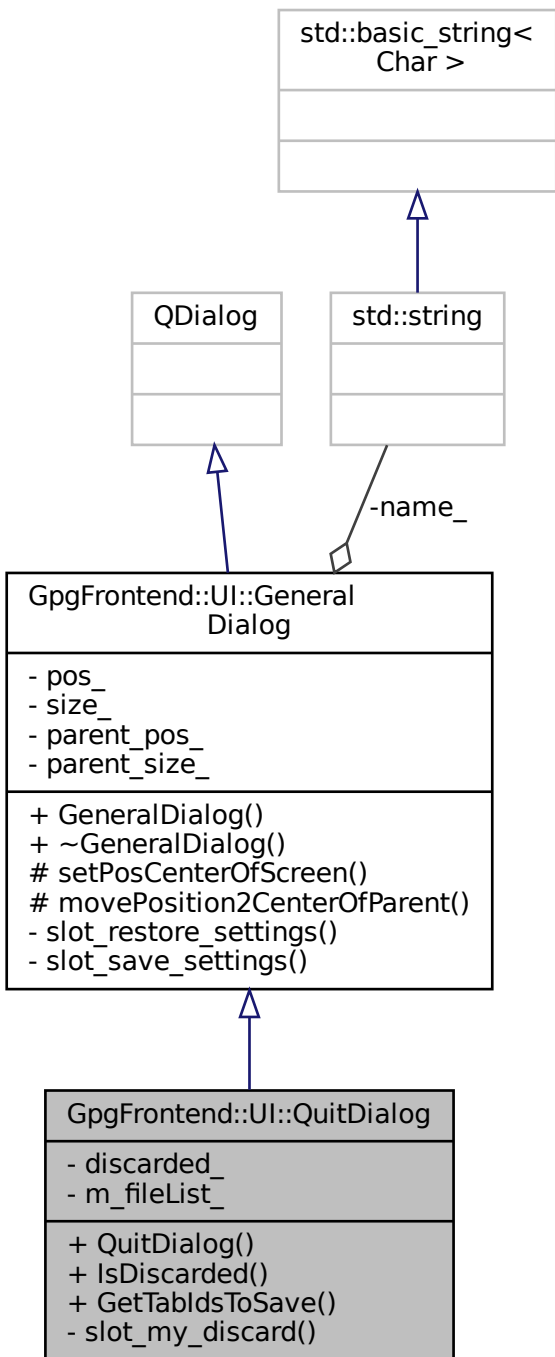 std::basic_string<
Char >
QDialog
std::string
-name_
GpgFrontend::UI::General
Dialog
- pos_
- size_
- parent_pos_
- parent_size_
+ GeneralDialog()
+ ~GeneralDialog()
# setPosCenterOfScreen()
# movePosition2CenterOfParent()
- slot_restore_settings()
- slot_save_settings()
GpgFrontend::UI::QuitDialog
- discarded_
- m_fileList_
+ QuitDialog()
+ IsDiscarded()
+ GetTabIdsToSave()
- slot_my_discard()